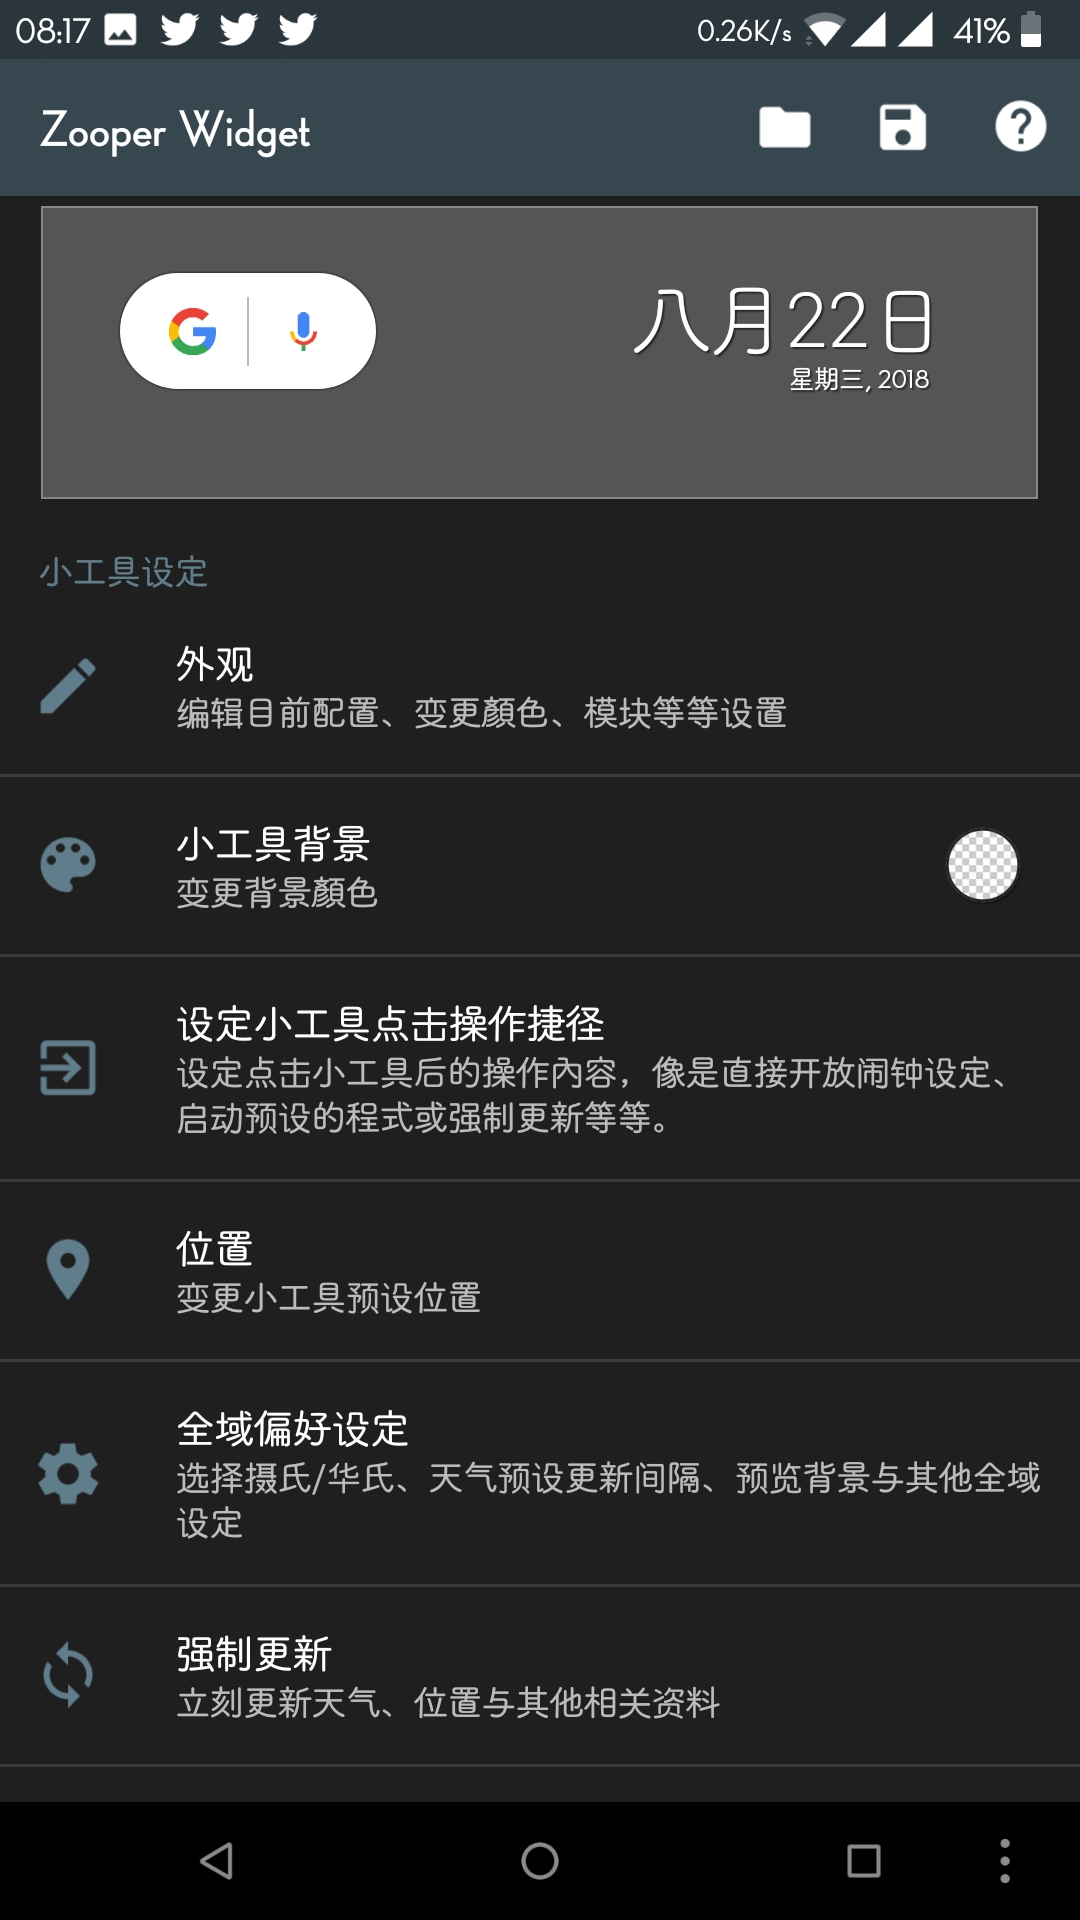 08:17
0.26K/s
41%
Zooper Widget
八月22日
星期三, 2018
小工具设定
外观
编辑目前配置、变更顏色、模块等等设置
小工具背景
变更背景顏色
设定小工具点击操作捷径
设定点击小工具后的操作內容，像是直接开放闹钟设定、
启动预设的程式或强制更新等等。
位置
变更小工具预设位置
全域偏好设定
选择摄氏/华氏、天气预设更新间隔、预览背景与其他全域
设定
强制更新
立刻更新天气、位置与其他相关资料